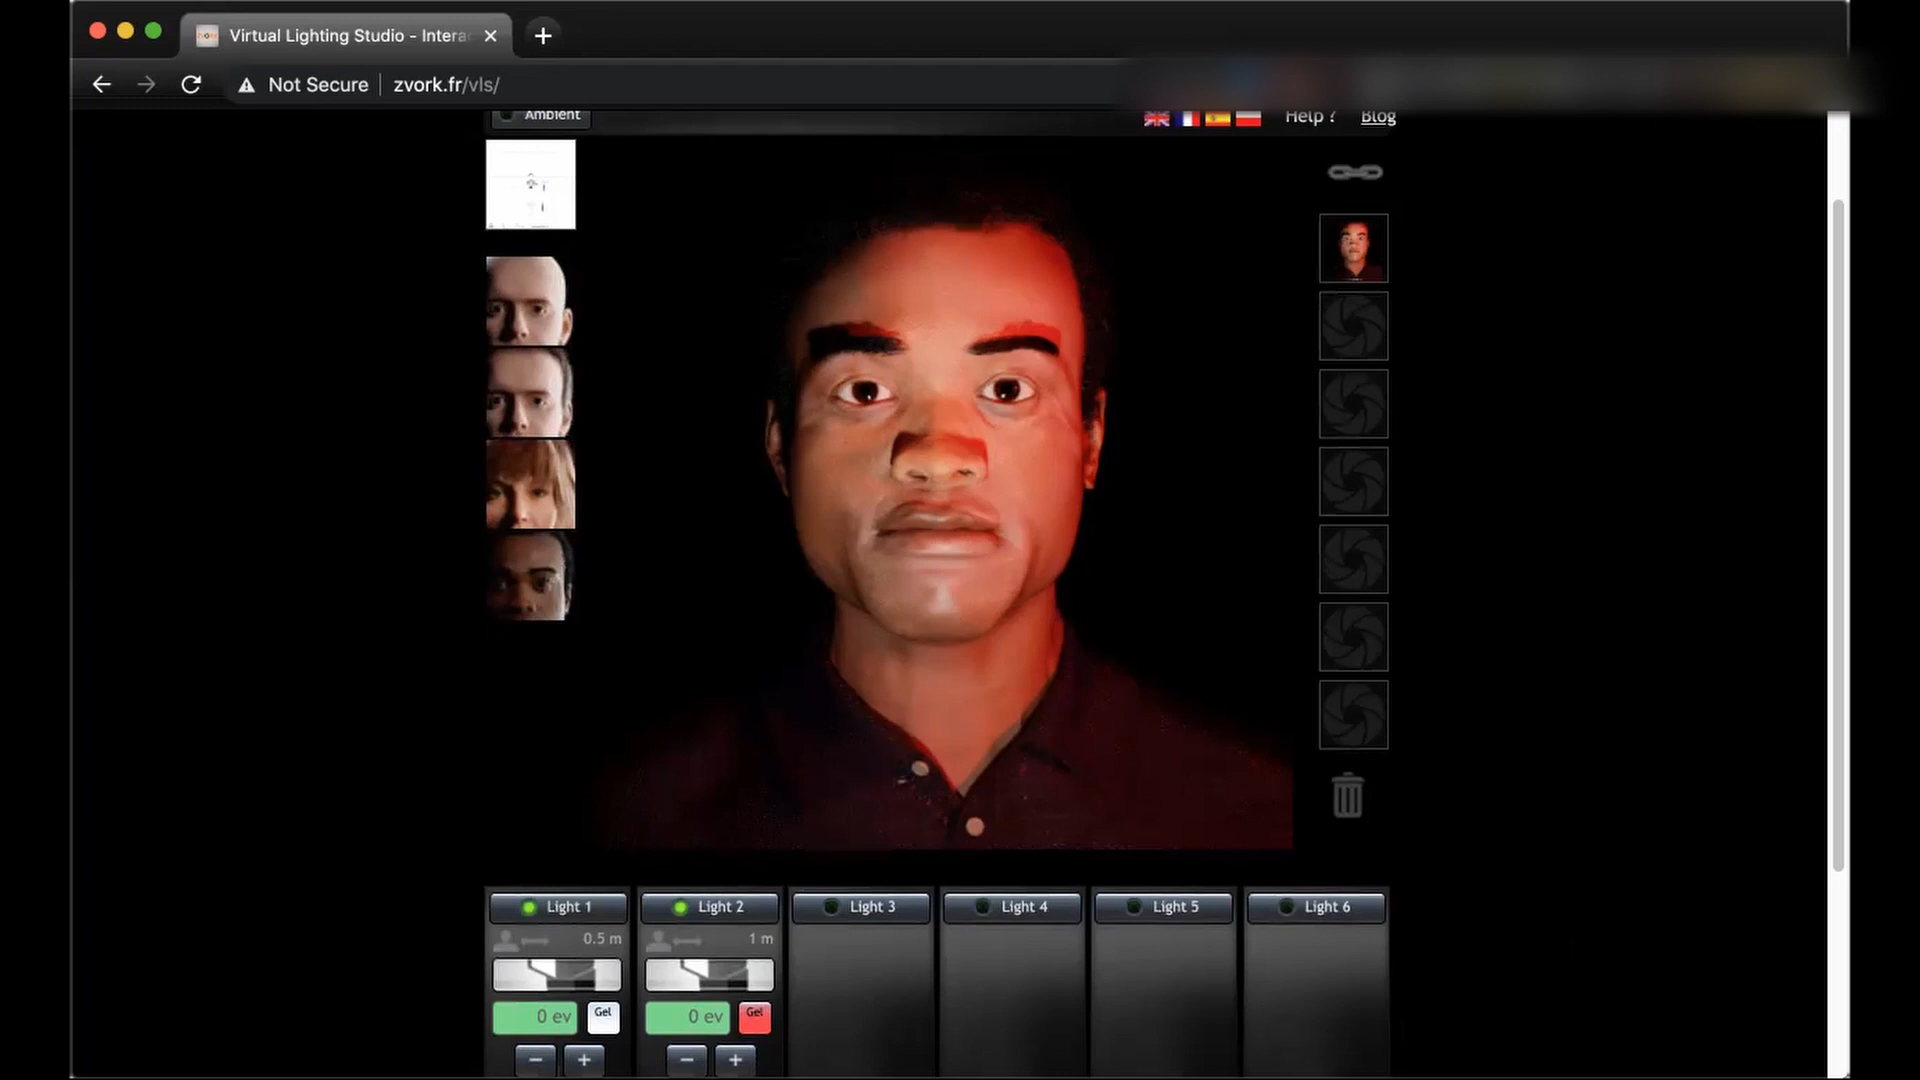 Virtual Lighting Studio - Intera
Not Secure
zvork.fr/vls/
Ambient
Help ?
Blog
Light 1
Light 2
Light 3
Light 4
Light 5
Light 6
0.5 m
1 m
0 ev
Gel
0 ev
Gel
− +
− +